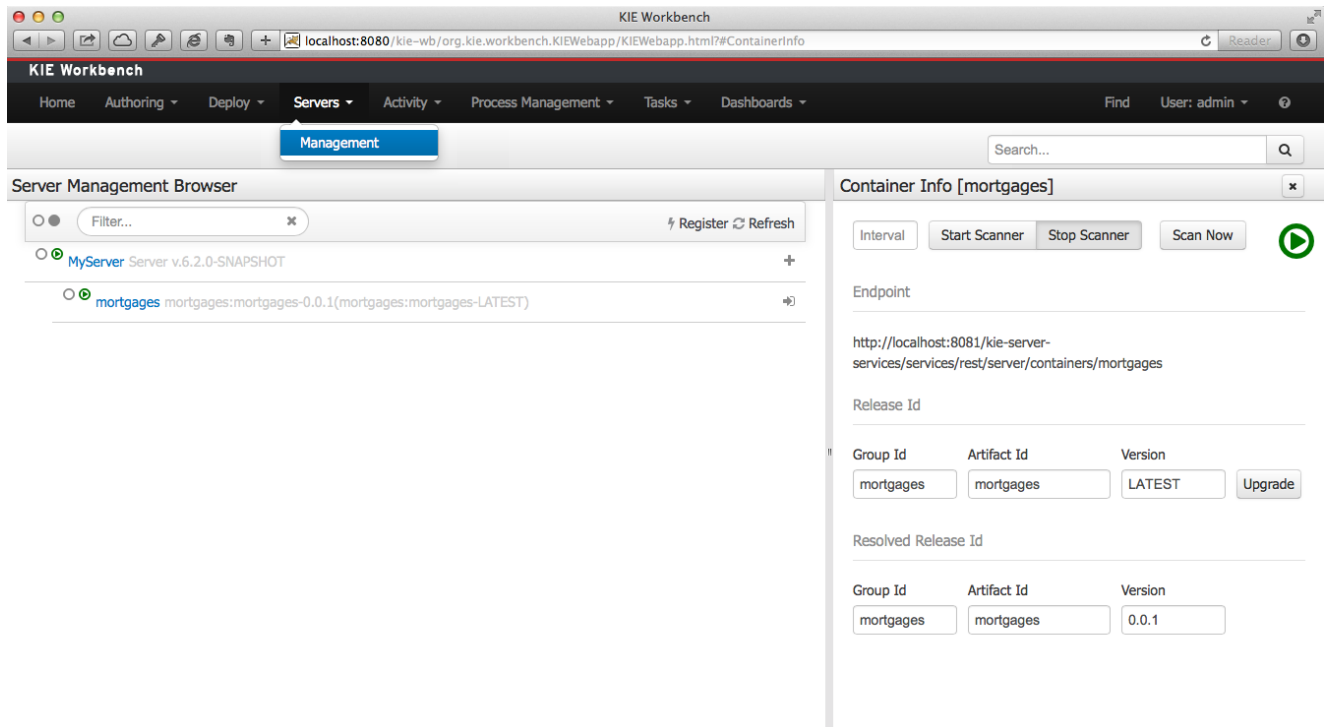 KIE Workbench
localhost:8080/kie-wb/org.kie.workbench.KIEWebapp/KIEWebapp.html?#ContainerInfo
Reader
KIE Workbench
Home Authoring Deploy Servers Activity Process Management Tasks Dashboards Find User: admin
Management
Search...
Server Management Browser
Filter...
Register Refresh
MyServer Server v.6.2.0-SNAPSHOT
mortgages mortgages:mortgages-0.0.1(mortgages:mortgages-LATEST)
Container Info [mortgages]
Interval Start Scanner Stop Scanner Scan Now
Endpoint
http://localhost:8081/kie-server-
services/services/rest/server/containers/mortgages
Release Id
Group Id Artifact Id Version
mortgages mortgages LATEST Upgrade
Resolved Release Id
Group Id Artifact Id Version
mortgages mortgages 0.0.1